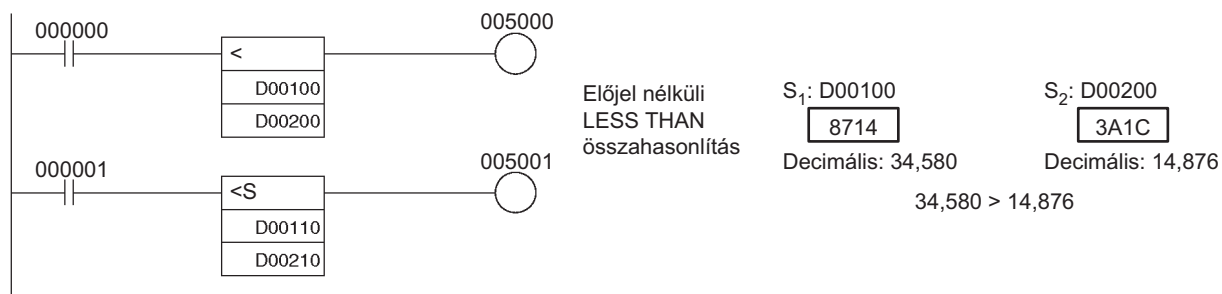 000000
005000
<
D00100
D00200
000001
005001
<S
D00110
D00210
Előjel nélküli
LESS THAN
összahasonlítás
S1: D00100
8714
Decimális: 34,580
S2: D00200
3A1C
Decimális: 14,876
34,580 > 14,876